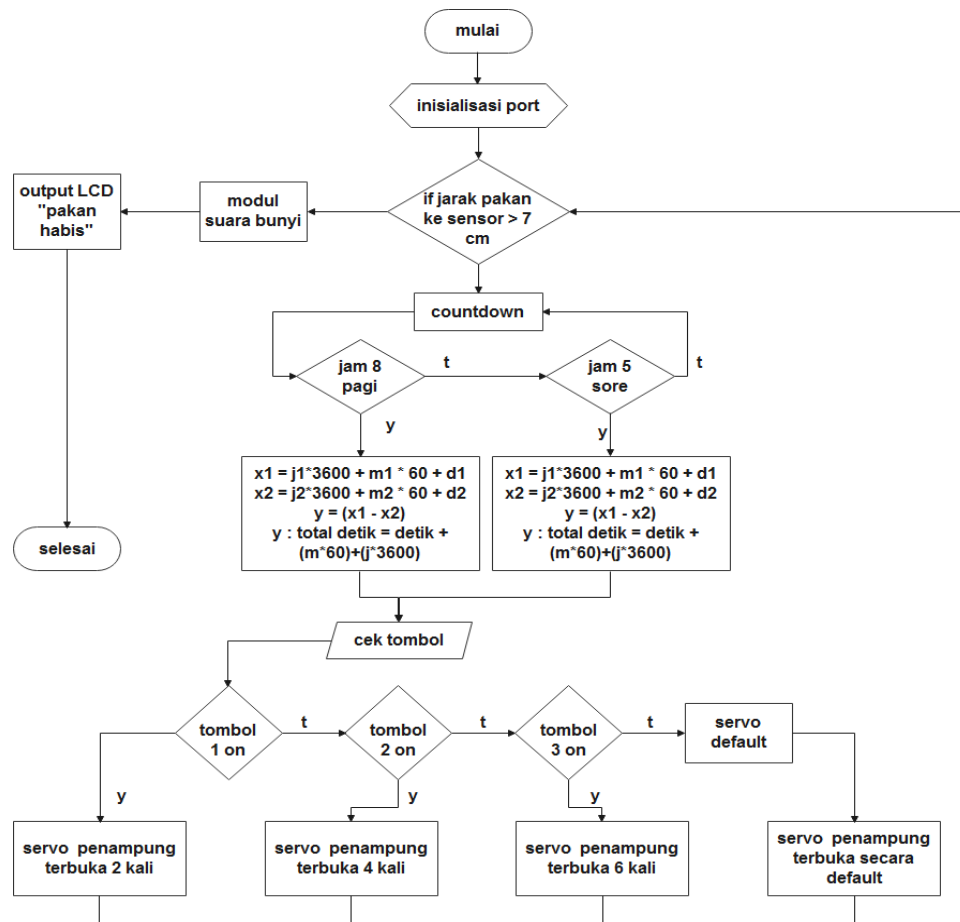 mulai
inisialisasi port
output LCD
"pakan
habis"
modul
suara bunyi
if jarak pakan
ke sensor > 7
cm
countdown
jam 8
pagi
t
jam 5
sore
t
y
y
x1 = j1*3600 + m1 * 60 + d1
x2 = j2*3600 + m2 * 60 + d2
y = (x1 - x2)
y : total detik = detik +
(m*60)+(j*3600)
x1 = j1*3600 + m1 * 60 + d1
x2 = j2*3600 + m2 * 60 + d2
y = (x1 - x2)
y : total detik = detik +
(m*60)+(j*3600)
selesai
cek tombol
tombol
1 on
t
tombol
2 on
t
tombol
3 on
t
servo
default
y
y
y
servo penampung
terbuka 2 kali
servo penampung
terbuka 4 kali
servo penampung
terbuka 6 kali
servo penampung
terbuka secara
default